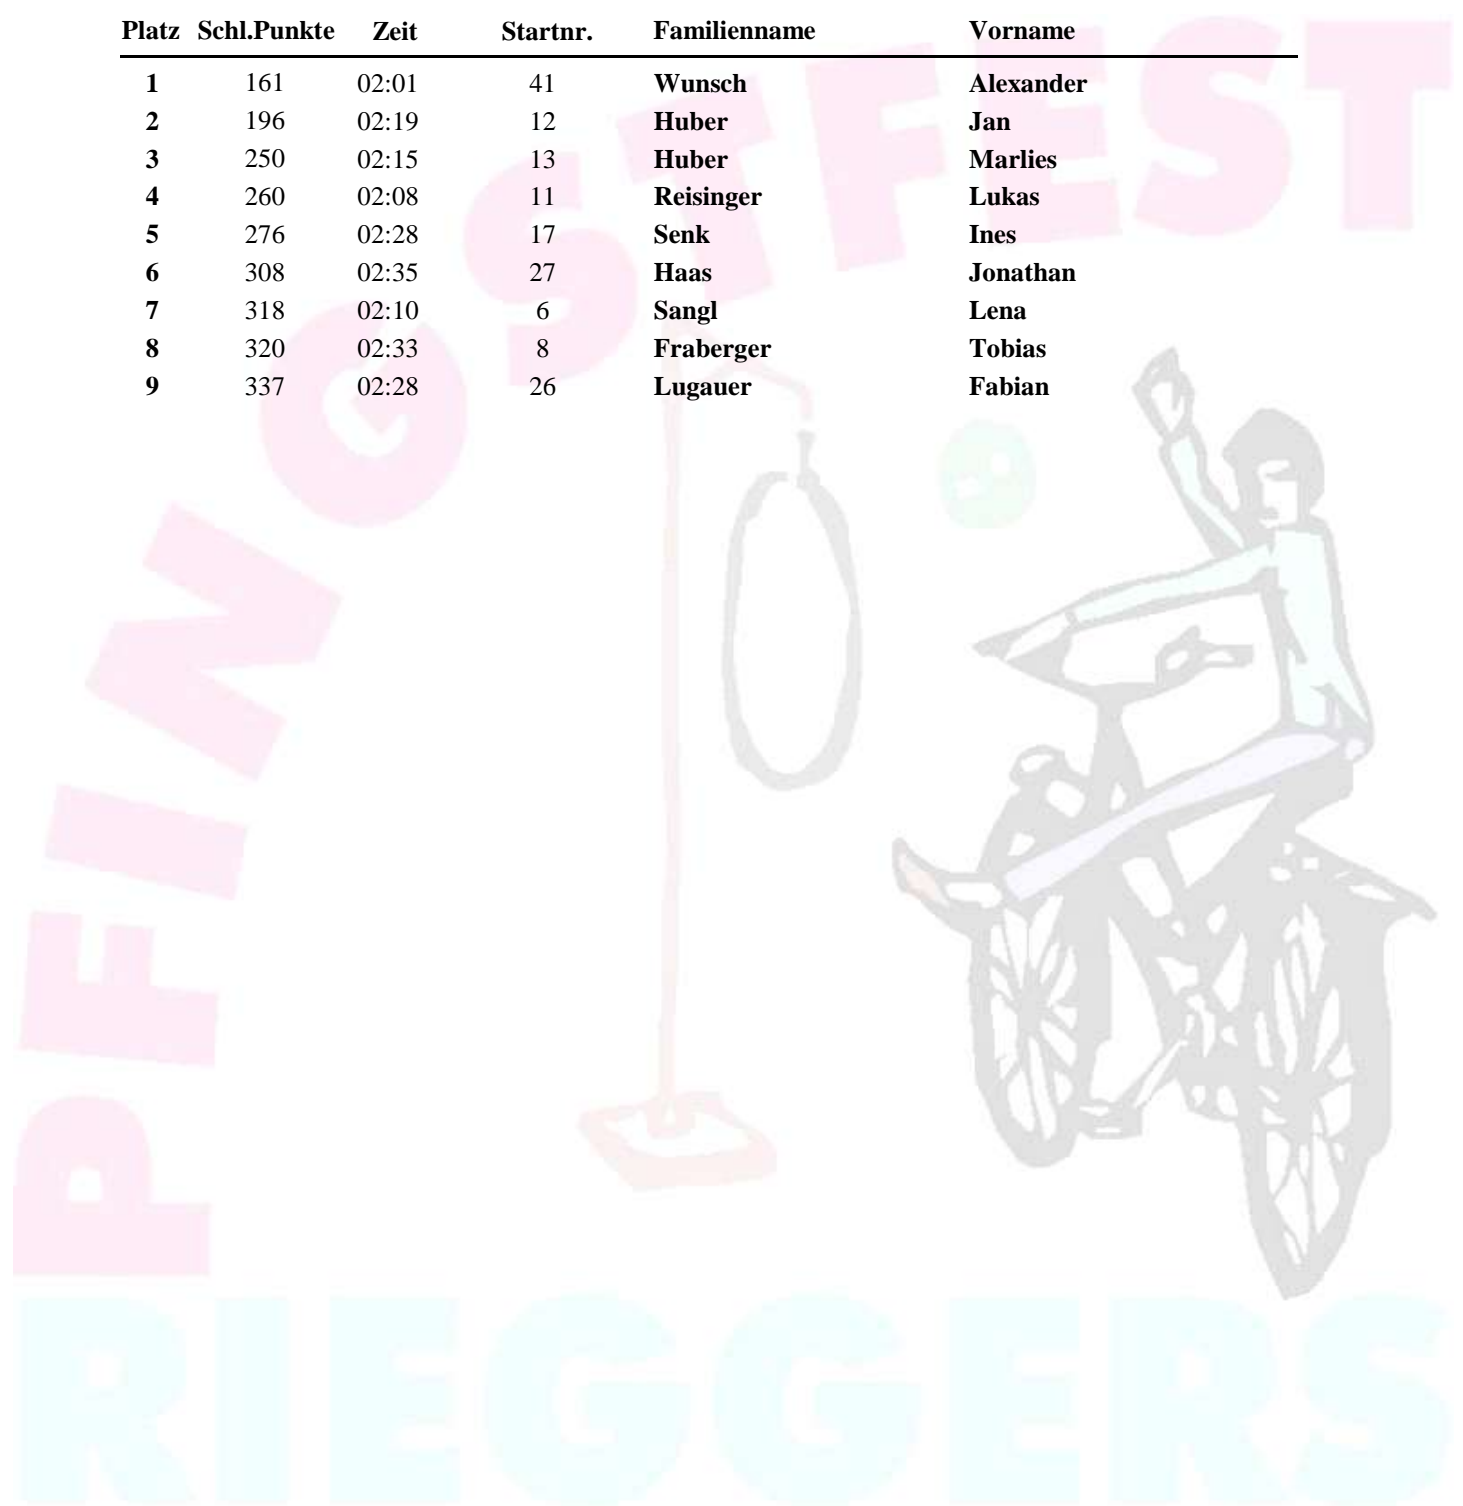 Platz Schl.Punkte Zeit Startnr. Familienname Vorname
1 161 02:01 41 Wunsch Alexander
2 196 02:19 12 Huber Jan
3 250 02:15 13 Huber Marlies
4 260 02:08 11 Reisinger Lukas
5 276 02:28 17 Senk Ines
6 308 02:35 27 Haas Jonathan
7 318 02:10 6 Sangl Lena
8 320 02:33 8 Fraberger Tobias
9 337 02:28 26 Lugauer Fabian
PFINGSTFEST
RIEGGERS